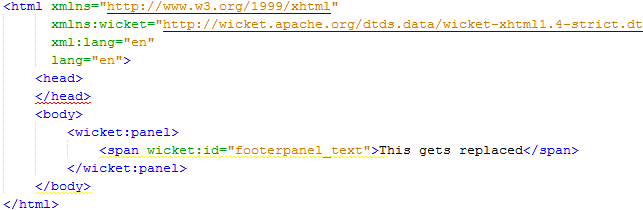 <html xmlns="http://www.w3.org/1999/xhtml"
xmlns:wicket="http://wicket.apache.org/dtds.data/wicket-xhtml1.4-strict.dt
xml:lang="en"
lang="en">
<head>
</head>
<body>
<wicket:panel>
<span wicket:id="footerpanel_text">This gets replaced</span>
</wicket:panel>
</body>
</html>